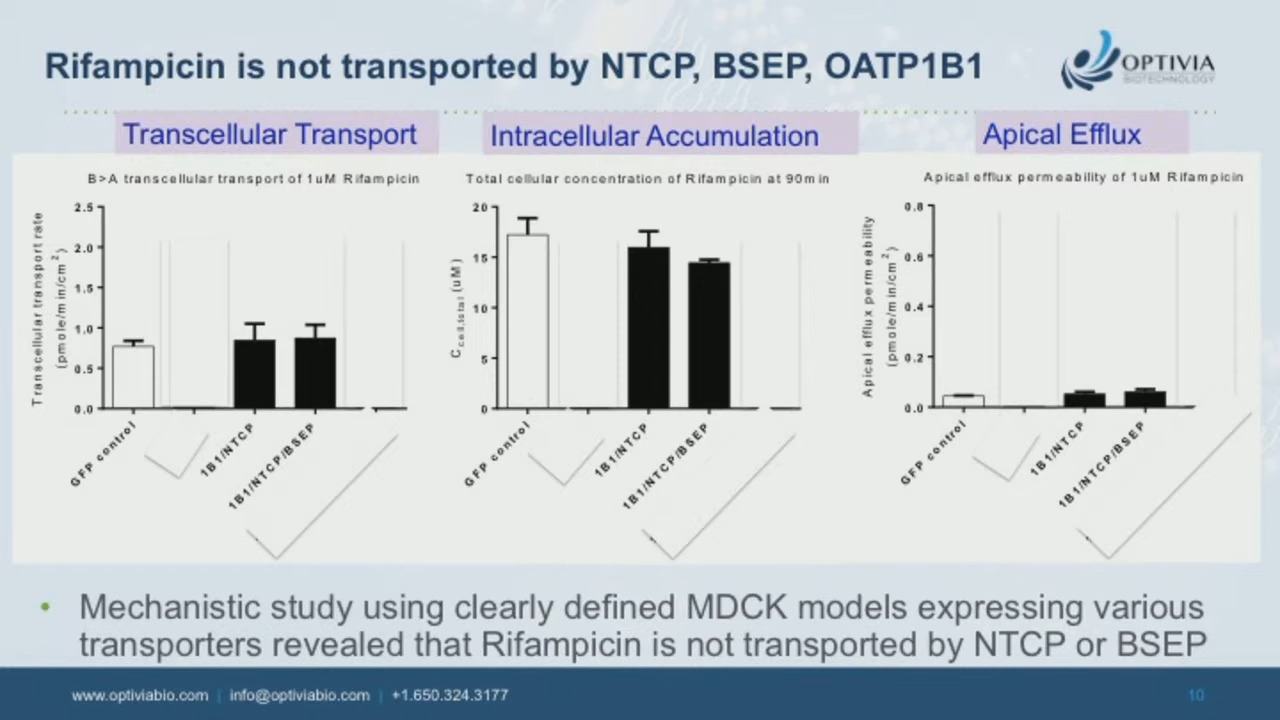 Rifampicin is not transported by NTCP, BSEP, OATP1B1
OPTIVIA
BIOTECHNOLOGY
Transcellular Transport
Intracellular Accumulation
Apical Efflux
B>A transcellular transport of 1uM Rifampicin
Transcellular transport rate
(pmole/min/cm²)
2.5
2.0
1.5
1.0
0.5
0.0
GFP control
1B1/NTCP
1B1/NTCP/BSEP
Total cellular concentration of Rifampicin at 90min
Ccell,total (uM)
20
15
10
5
0
GFP control
1B1/NTCP
1B1/NTCP/BSEP
Apical efflux permeability of 1uM Rifampicin
Apical efflux permeability
(pmole/min/cm²)
0.8
0.6
0.4
0.2
0.0
GFP control
1B1/NTCP
1B1/NTCP/BSEP
• Mechanistic study using clearly defined MDCK models expressing various
transporters revealed that Rifampicin is not transported by NTCP or BSEP
www.optiviabio.com | info@optiviabio.com | +1.650.324.3177
10